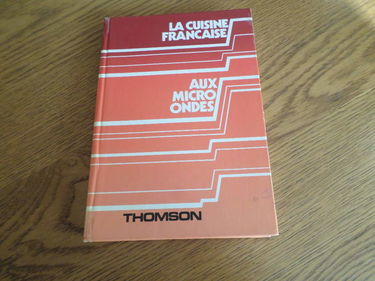 LA CUISINE
FRANCAISE
AUX
MICRO
ONDES
THOMSON